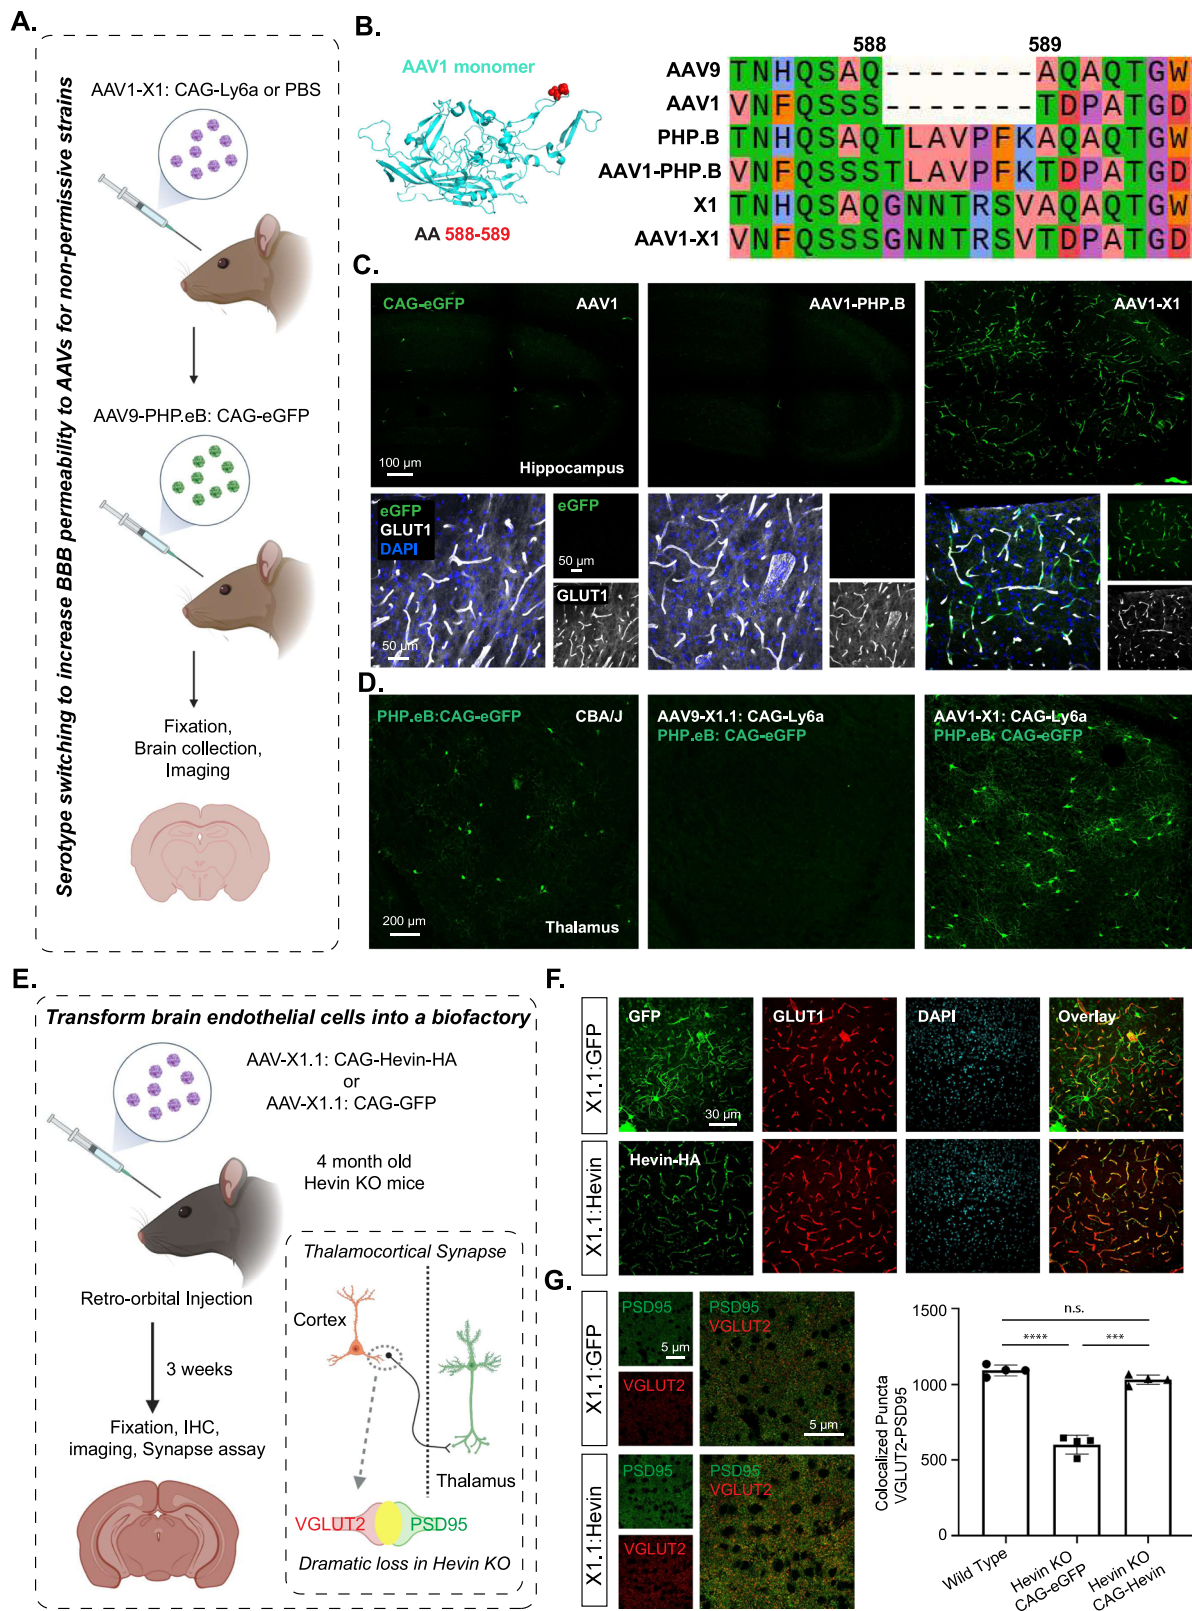 A.
Serotype switching to increase BBB permeability to AAVs for non-permissive strains
AAV1-X1: CAG-Ly6a or PBS
AAV9-PHP.eB: CAG-eGFP
Fixation,
Brain collection,
Imaging
B.
AAV1 monomer
AA 588-589
588 589
AAV9 TNHQSAQ-------AQAQTGW
AAV1 VNFQSSS-------TDPATGD
PHP.B TNHQSAQTLAVPFKAQAQTGW
AAV1-PHP.B VNFQSSSTLAVPFKTDPATGD
X1 TNHQSAQGNNTRSVAQAQTGW
AAV1-X1 VNFQSSSGNNTRSVTDPATGD
C.
CAG-eGFP AAV1
100 µm
Hippocampus
AAV1-PHP.B
AAV1-X1
eGFP
GLUT1
DAPI
50 µm
eGFP
50 µm
GLUT1
D.
PHP.eB:CAG-eGFP CBA/J
200 µm
Thalamus
AAV9-X1.1: CAG-Ly6a
PHP.eB: CAG-eGFP
AAV1-X1: CAG-Ly6a
PHP.eB: CAG-eGFP
E.
Transform brain endothelial cells into a biofactory
AAV-X1.1: CAG-Hevin-HA
or
AAV-X1.1: CAG-GFP
4 month old
Hevin KO mice
Retro-orbital Injection
3 weeks
Fixation, IHC,
imaging, Synapse assay
Thalamocortical Synapse
Cortex
Thalamus
VGLUT2 PSD95
Dramatic loss in Hevin KO
F.
X1.1:GFP
GFP
30 µm
GLUT1
DAPI
Overlay
X1.1:Hevin
Hevin-HA
G.
X1.1:GFP
PSD95
5 µm
VGLUT2
PSD95
VGLUT2
5 µm
X1.1:Hevin
PSD95
VGLUT2
PSD95
VGLUT2
Colocalized Puncta
VGLUT2-PSD95
1500
1000
500
0
n.s.
**** ***
Wild Type
Hevin KO
CAG-eGFP
Hevin KO
CAG-Hevin